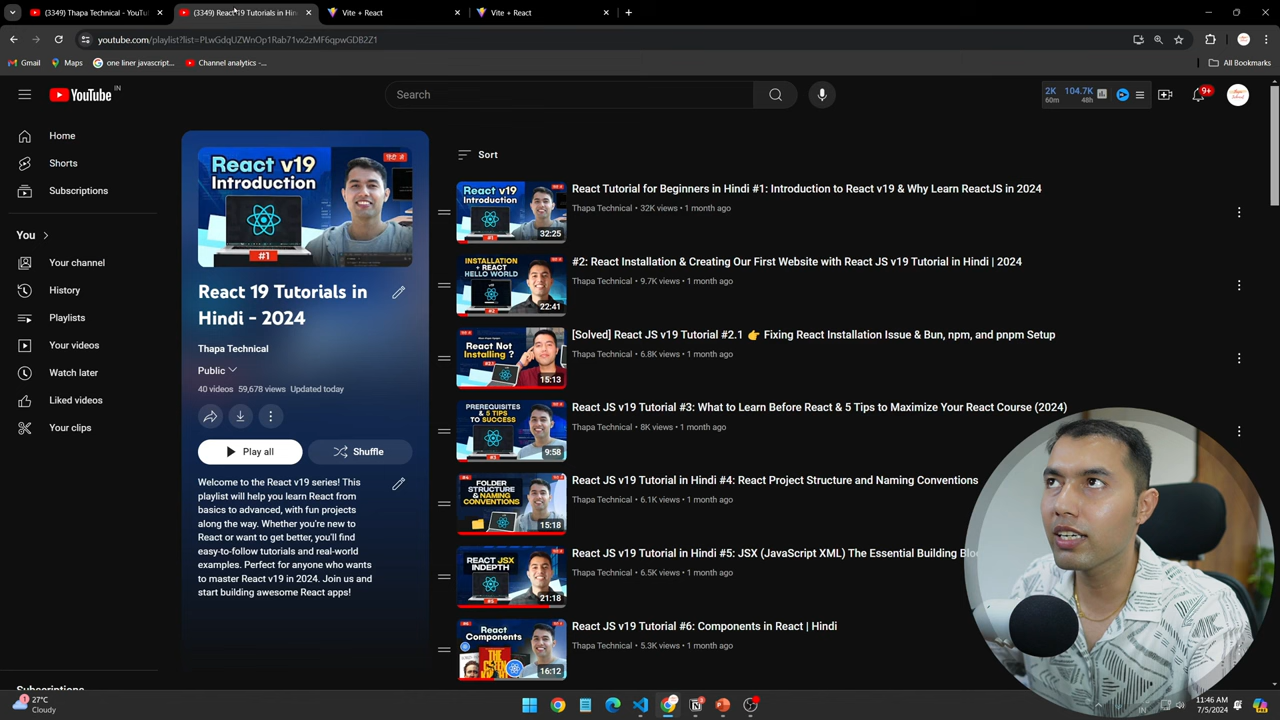 (3349) Thapa Technical - YouTu
(3349) React 19 Tutorials in Hin
Vite + React
Vite + React
youtube.com/playlist?list=PLwGdqUZWnOp1Rab71vx2zMF6qpwGDB2Z1
Gmail
Maps
one liner javascript...
Channel analytics -...
All Bookmarks
YouTube IN
Search
2K 104.7K
60m 48h
9+
Home
Shorts
Subscriptions
You
Your channel
History
Playlists
Your videos
Watch later
Liked videos
Your clips
Subscriptions
React v19
Introduction
#1
React 19 Tutorials in
Hindi - 2024
Thapa Technical
Public
40 videos 59,678 views Updated today
Play all
Shuffle
Welcome to the React v19 series! This
playlist will help you learn React from
basics to advanced, with fun projects
along the way. Whether you're new to
React or want to get better, you'll find
easy-to-follow tutorials and real-world
examples. Perfect for anyone who wants
to master React v19 in 2024. Join us and
start building awesome React apps!
Sort
React v19
Introduction
#1
32:25
React Tutorial for Beginners in Hindi #1: Introduction to React v19 & Why Learn ReactJS in 2024
Thapa Technical • 32K views • 1 month ago
INSTALLATION
+ REACT
HELLO WORLD
22:41
#2: React Installation & Creating Our First Website with React JS v19 Tutorial in Hindi | 2024
Thapa Technical • 9.7K views • 1 month ago
React Not
Installing ?
15:13
[Solved] React JS v19 Tutorial #2.1 👉 Fixing React Installation Issue & Bun, npm, and pnpm Setup
Thapa Technical • 6.8K views • 1 month ago
PREREQUISITES
& 5 TIPS
TO SUCCESS
9:58
React JS v19 Tutorial #3: What to Learn Before React & 5 Tips to Maximize Your React Course (2024)
Thapa Technical • 8K views • 1 month ago
FOLDER
STRUCTURE
& NAMING
CONVENTIONS
15:18
React JS v19 Tutorial in Hindi #4: React Project Structure and Naming Conventions
Thapa Technical • 6.1K views • 1 month ago
REACT JSX
INDEPTH
21:18
React JS v19 Tutorial in Hindi #5: JSX (JavaScript XML) The Essential Building Blo
Thapa Technical • 6.5K views • 1 month ago
React
Components
16:12
React JS v19 Tutorial in Hindi #6: Components in React | Hindi
Thapa Technical • 5.3K views • 1 month ago
27°C
Cloudy
11:46 AM
7/5/2024